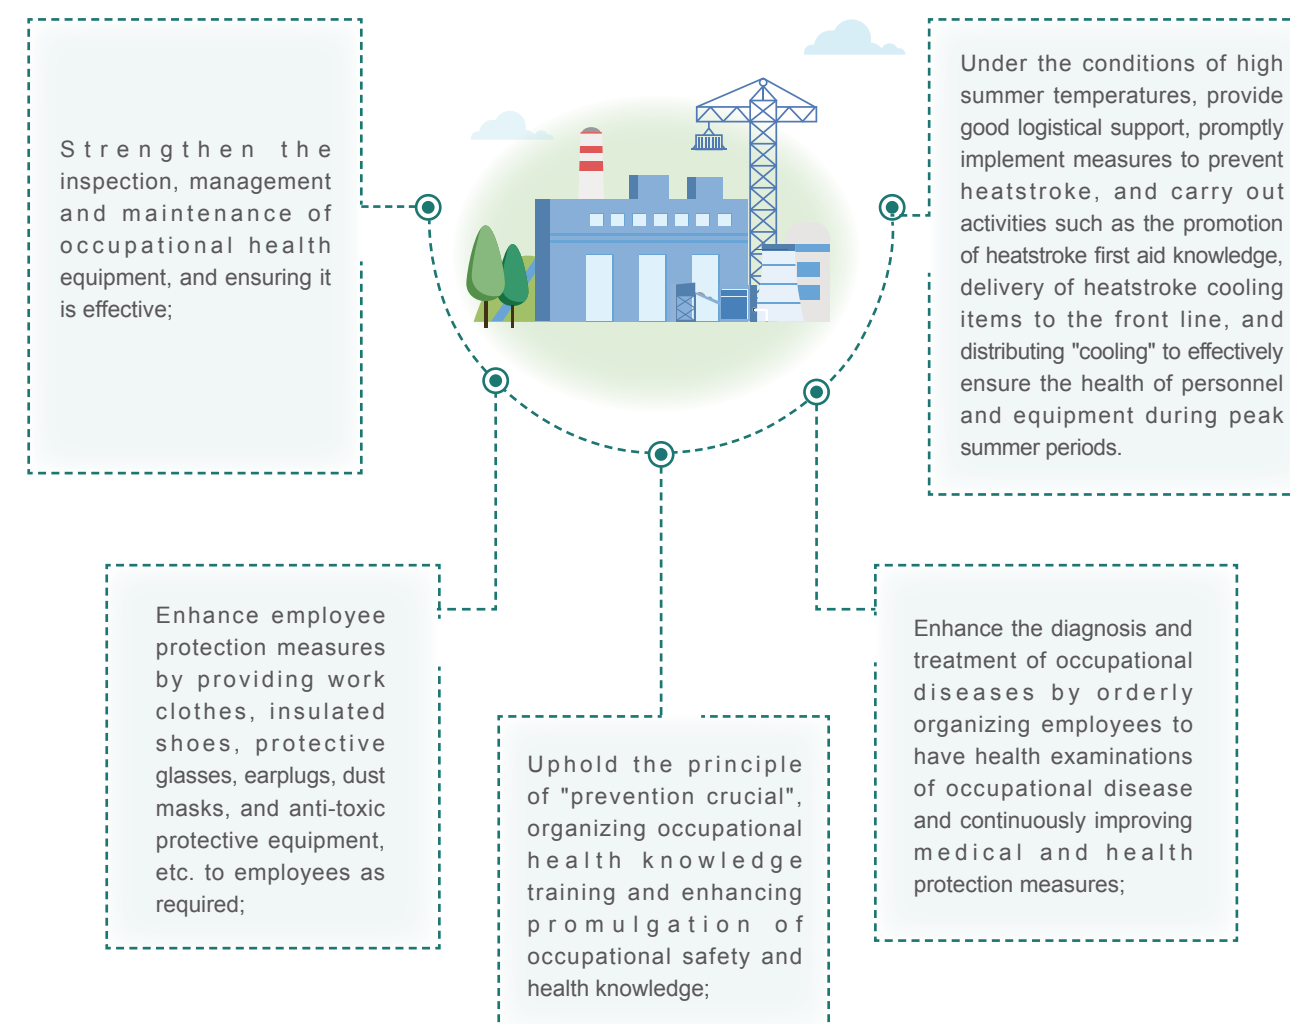 Strengthen the
inspection, management
and maintenance of
occupational health
equipment, and ensuring it
is effective;
Enhance employee
protection measures
by providing work
clothes, insulated
shoes, protective
glasses, earplugs, dust
masks, and anti-toxic
protective equipment,
etc. to employees as
required;
Uphold the principle
of "prevention crucial",
organizing occupational
health knowledge
training and enhancing
promulgation of
occupational safety and
health knowledge;
Enhance the diagnosis and
treatment of occupational
diseases by orderly
organizing employees to
have health examinations
of occupational disease
and continuously improving
medical and health
protection measures;
Under the conditions of high
summer temperatures, provide
good logistical support, promptly
implement measures to prevent
heatstroke, and carry out
activities such as the promotion
of heatstroke first aid knowledge,
delivery of heatstroke cooling
items to the front line, and
distributing "cooling" to effectively
ensure the health of personnel
and equipment during peak
summer periods.